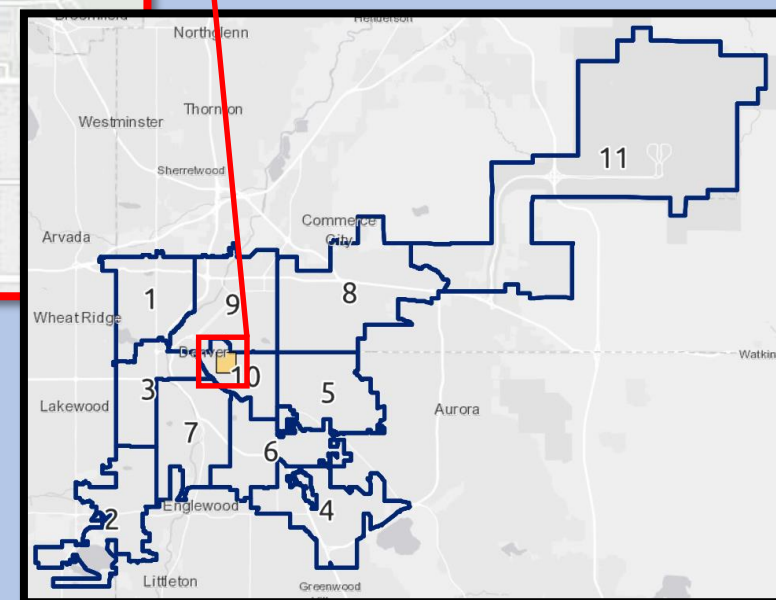 Henderson
Northglenn
Thornton
Westminster
Sherrelwood
11
Commerce
City
Arvada
1
9
8
Wheat Ridge
Denver
10
3
5
Lakewood
Aurora
7
6
Englewood
4
2
Littleton
Greenwood